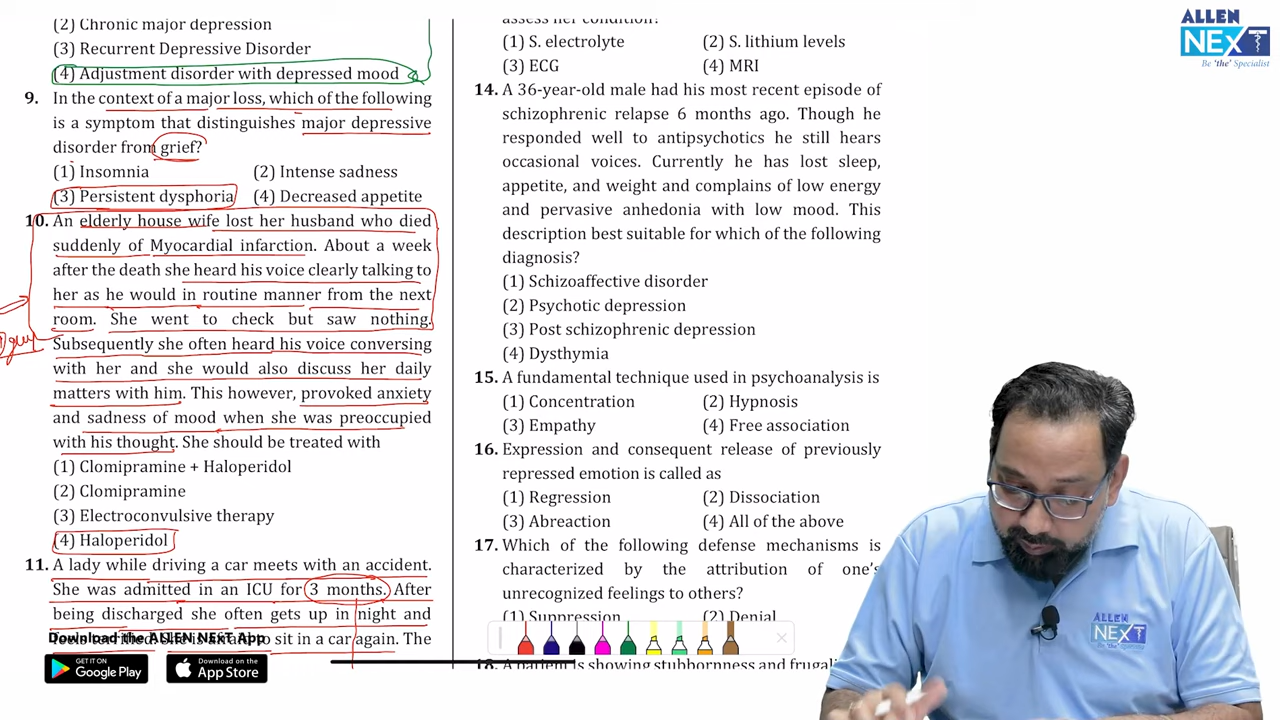 (2) Chronic major depression
(3) Recurrent Depressive Disorder
(4) Adjustment disorder with depressed mood
9. In the context of a major loss, which of the following
is a symptom that distinguishes major depressive
disorder from grief?
(1) Insomnia (2) Intense sadness
(3) Persistent dysphoria (4) Decreased appetite
10. An elderly house wife lost her husband who died
suddenly of Myocardial infarction. About a week
after the death she heard his voice clearly talking to
her as he would in routine manner from the next
room. She went to check but saw nothing.
Subsequently she often heard his voice conversing
with her and she would also discuss her daily
matters with him. This however, provoked anxiety
and sadness of mood when she was preoccupied
with his thought. She should be treated with
(1) Clomipramine + Haloperidol
(2) Clomipramine
(3) Electroconvulsive therapy
(4) Haloperidol
11. A lady while driving a car meets with an accident.
She was admitted in an ICU for 3 months. After
being discharged she often gets up in night and
to sit in a car again. The
Download the ALLEN NEXT App
GET IT ON
Google Play
Download on the
App Store
assess her condition?
(1) S. electrolyte (2) S. lithium levels
(3) ECG (4) MRI
14. A 36-year-old male had his most recent episode of
schizophrenic relapse 6 months ago. Though he
responded well to antipsychotics he still hears
occasional voices. Currently he has lost sleep,
appetite, and weight and complains of low energy
and pervasive anhedonia with low mood. This
description best suitable for which of the following
diagnosis?
(1) Schizoaffective disorder
(2) Psychotic depression
(3) Post schizophrenic depression
(4) Dysthymia
15. A fundamental technique used in psychoanalysis is
(1) Concentration (2) Hypnosis
(3) Empathy (4) Free association
16. Expression and consequent release of previously
repressed emotion is called as
(1) Regression (2) Dissociation
(3) Abreaction (4) All of the above
17. Which of the following defense mechanisms is
characterized by the attribution of one's
unrecognized feelings to others?
(1) Suppression (2) Denial
18. A patient is showing stubbornness and
ALLEN
NEXT
Be 'the' Specialist
ALLEN
NEXT